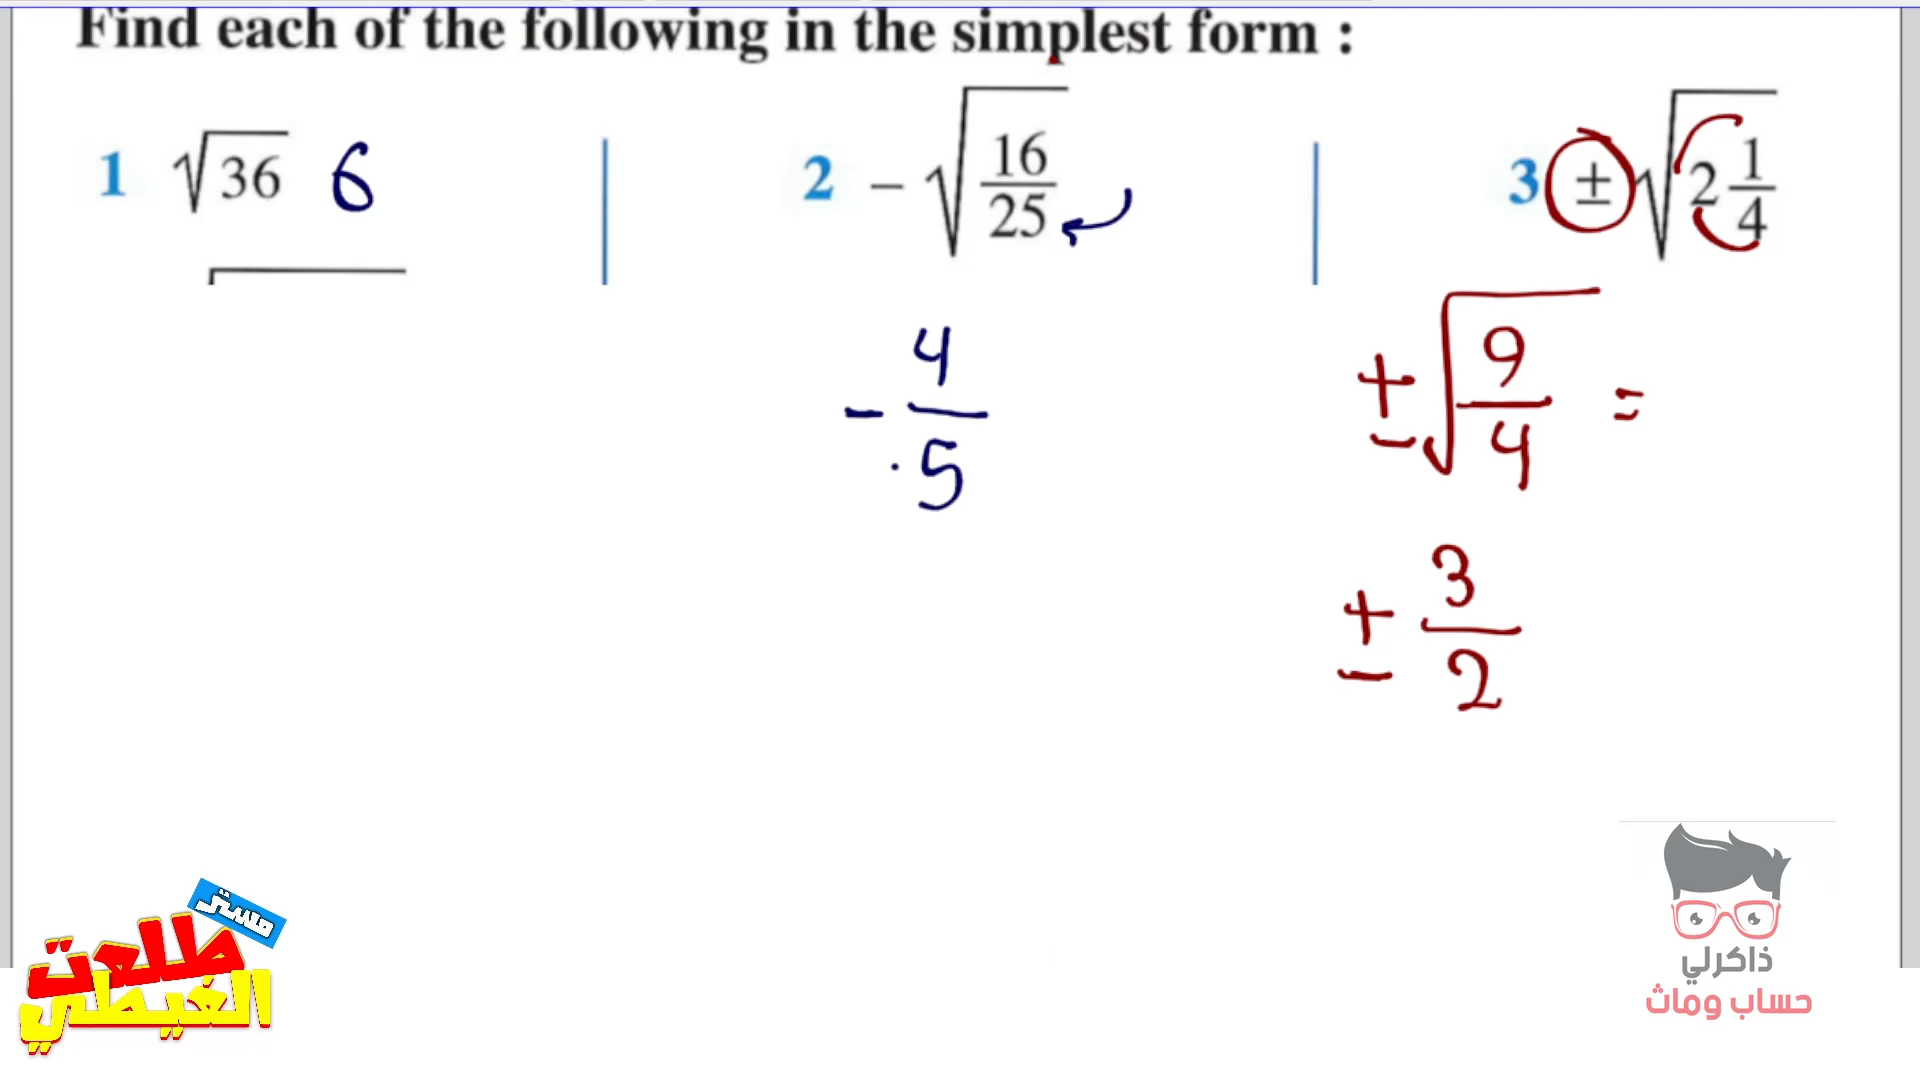 Find each of the following in the simplest form :
1 √36 6
2 - √(16/25)
- 4/5
3 ± √(2 1/4)
± √(9/4) =
± 3/2
مستر
طلعت
الغيطي
ذاكرلي
حساب وماث